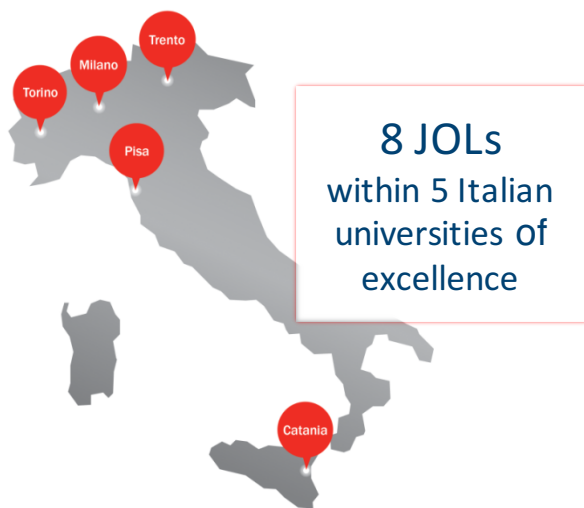 Trento
Milano
Torino
Pisa
8 JOLs
within 5 Italian
universities of
excellence
Catania